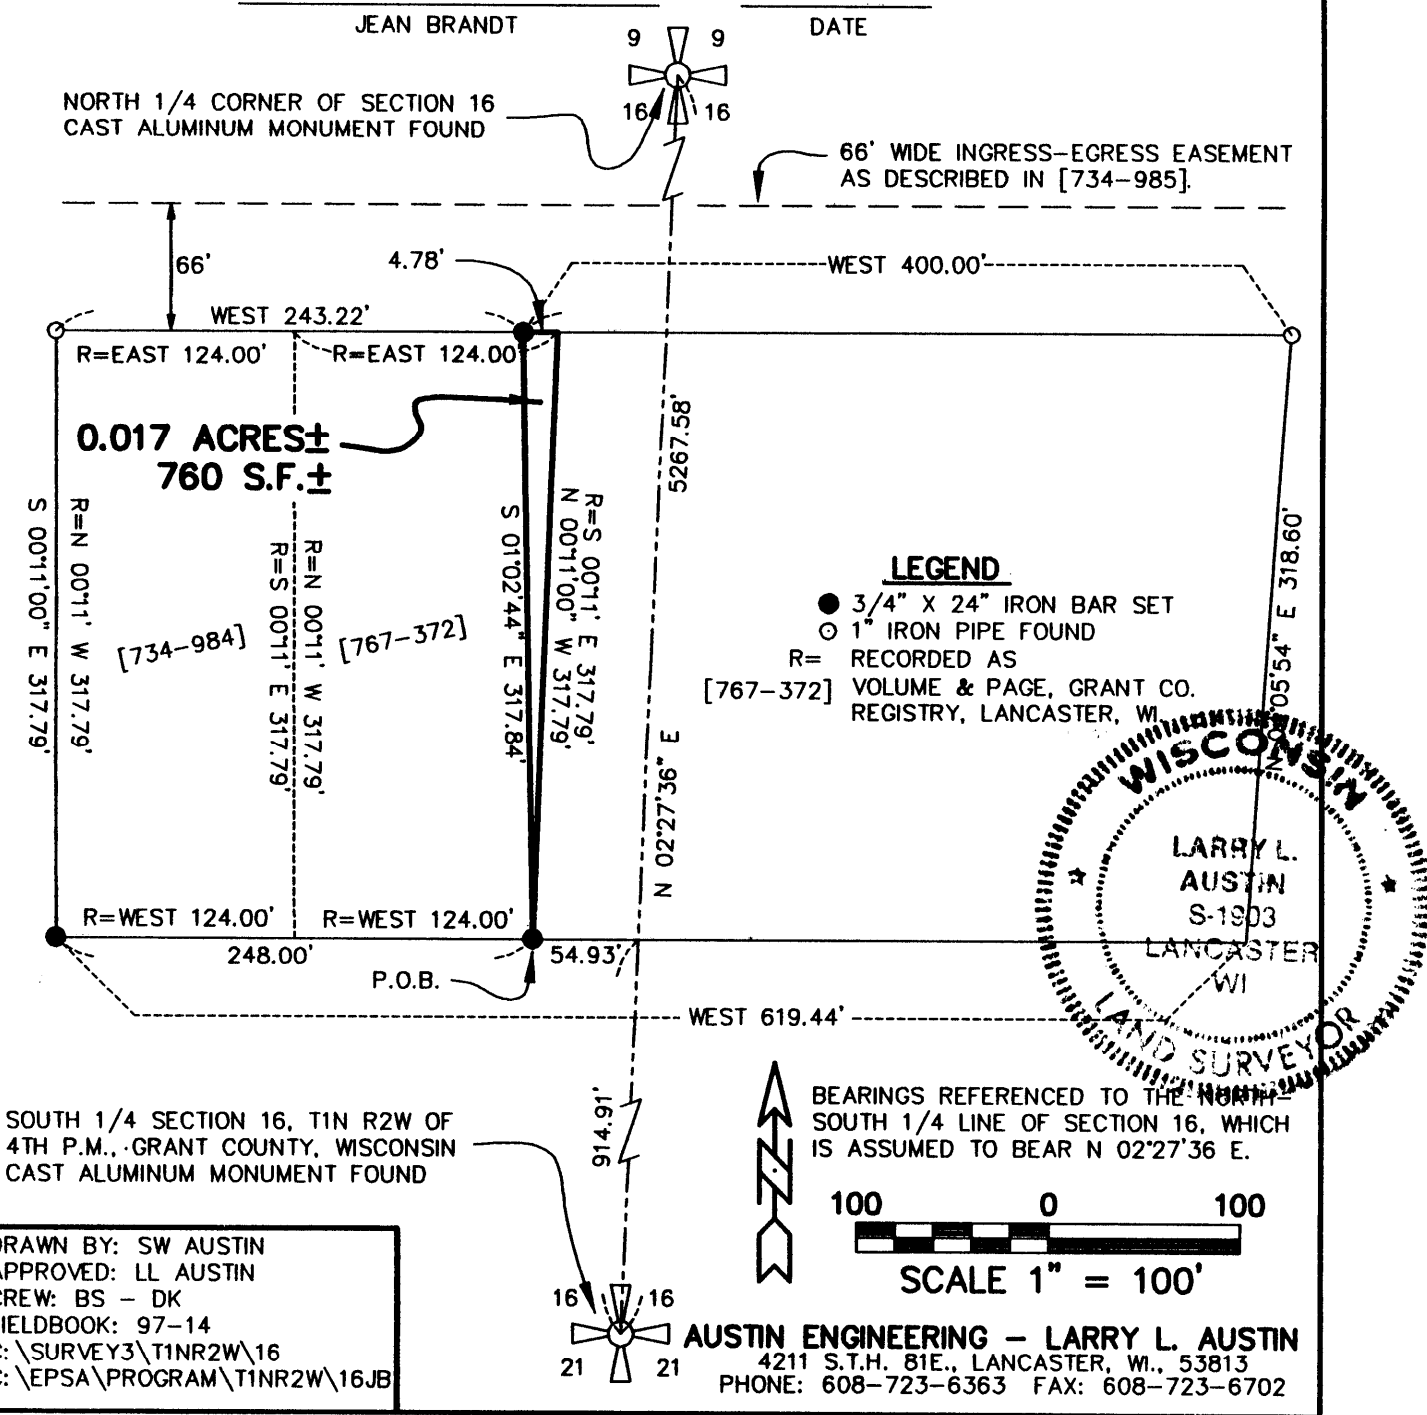 JEAN BRANDT
DATE
9 9
16 16
NORTH 1/4 CORNER OF SECTION 16
CAST ALUMINUM MONUMENT FOUND
66' WIDE INGRESS-EGRESS EASEMENT
AS DESCRIBED IN [734-985].
66'
4.78'
WEST 400.00'
WEST 243.22'
R=EAST 124.00'
R=EAST 124.00'
0.017 ACRES±
760 S.F.±
S 00°11'00" E 317.79'
R=N 00°11' W 317.79'
[734-984]
R=S 00°11' E 317.79'
R=N 00°11' W 317.79'
[767-372]
S 01°02'44" E 317.84'
N 00°11'00" W 317.79'
R=S 00°11' E 317.79'
5267.58'
N 02°27'36" E
LEGEND
3/4" X 24" IRON BAR SET
1" IRON PIPE FOUND
R= RECORDED AS
[767-372] VOLUME & PAGE, GRANT CO.
REGISTRY, LANCASTER, WI.
05'54" E 318.60'
WISCONSIN
LARRY L.
AUSTIN
S-1903
LANCASTER
WI
LAND SURVEYOR
R=WEST 124.00'
R=WEST 124.00'
248.00'
54.93'
P.O.B.
WEST 619.44'
914.91'
SOUTH 1/4 SECTION 16, T1N R2W OF
4TH P.M., GRANT COUNTY, WISCONSIN
CAST ALUMINUM MONUMENT FOUND
BEARINGS REFERENCED TO THE NORTH-
SOUTH 1/4 LINE OF SECTION 16, WHICH
IS ASSUMED TO BEAR N 02°27'36 E.
N
100 0 100
SCALE 1" = 100'
16 16
21 21
DRAWN BY: SW AUSTIN
APPROVED: LL AUSTIN
CREW: BS - DK
FIELDBOOK: 97-14
C:\SURVEY3\T1NR2W\16
C:\EPSA\PROGRAM\T1NR2W\16JB
AUSTIN ENGINEERING - LARRY L. AUSTIN
4211 S.T.H. 81E., LANCASTER, WI., 53813
PHONE: 608-723-6363 FAX: 608-723-6702